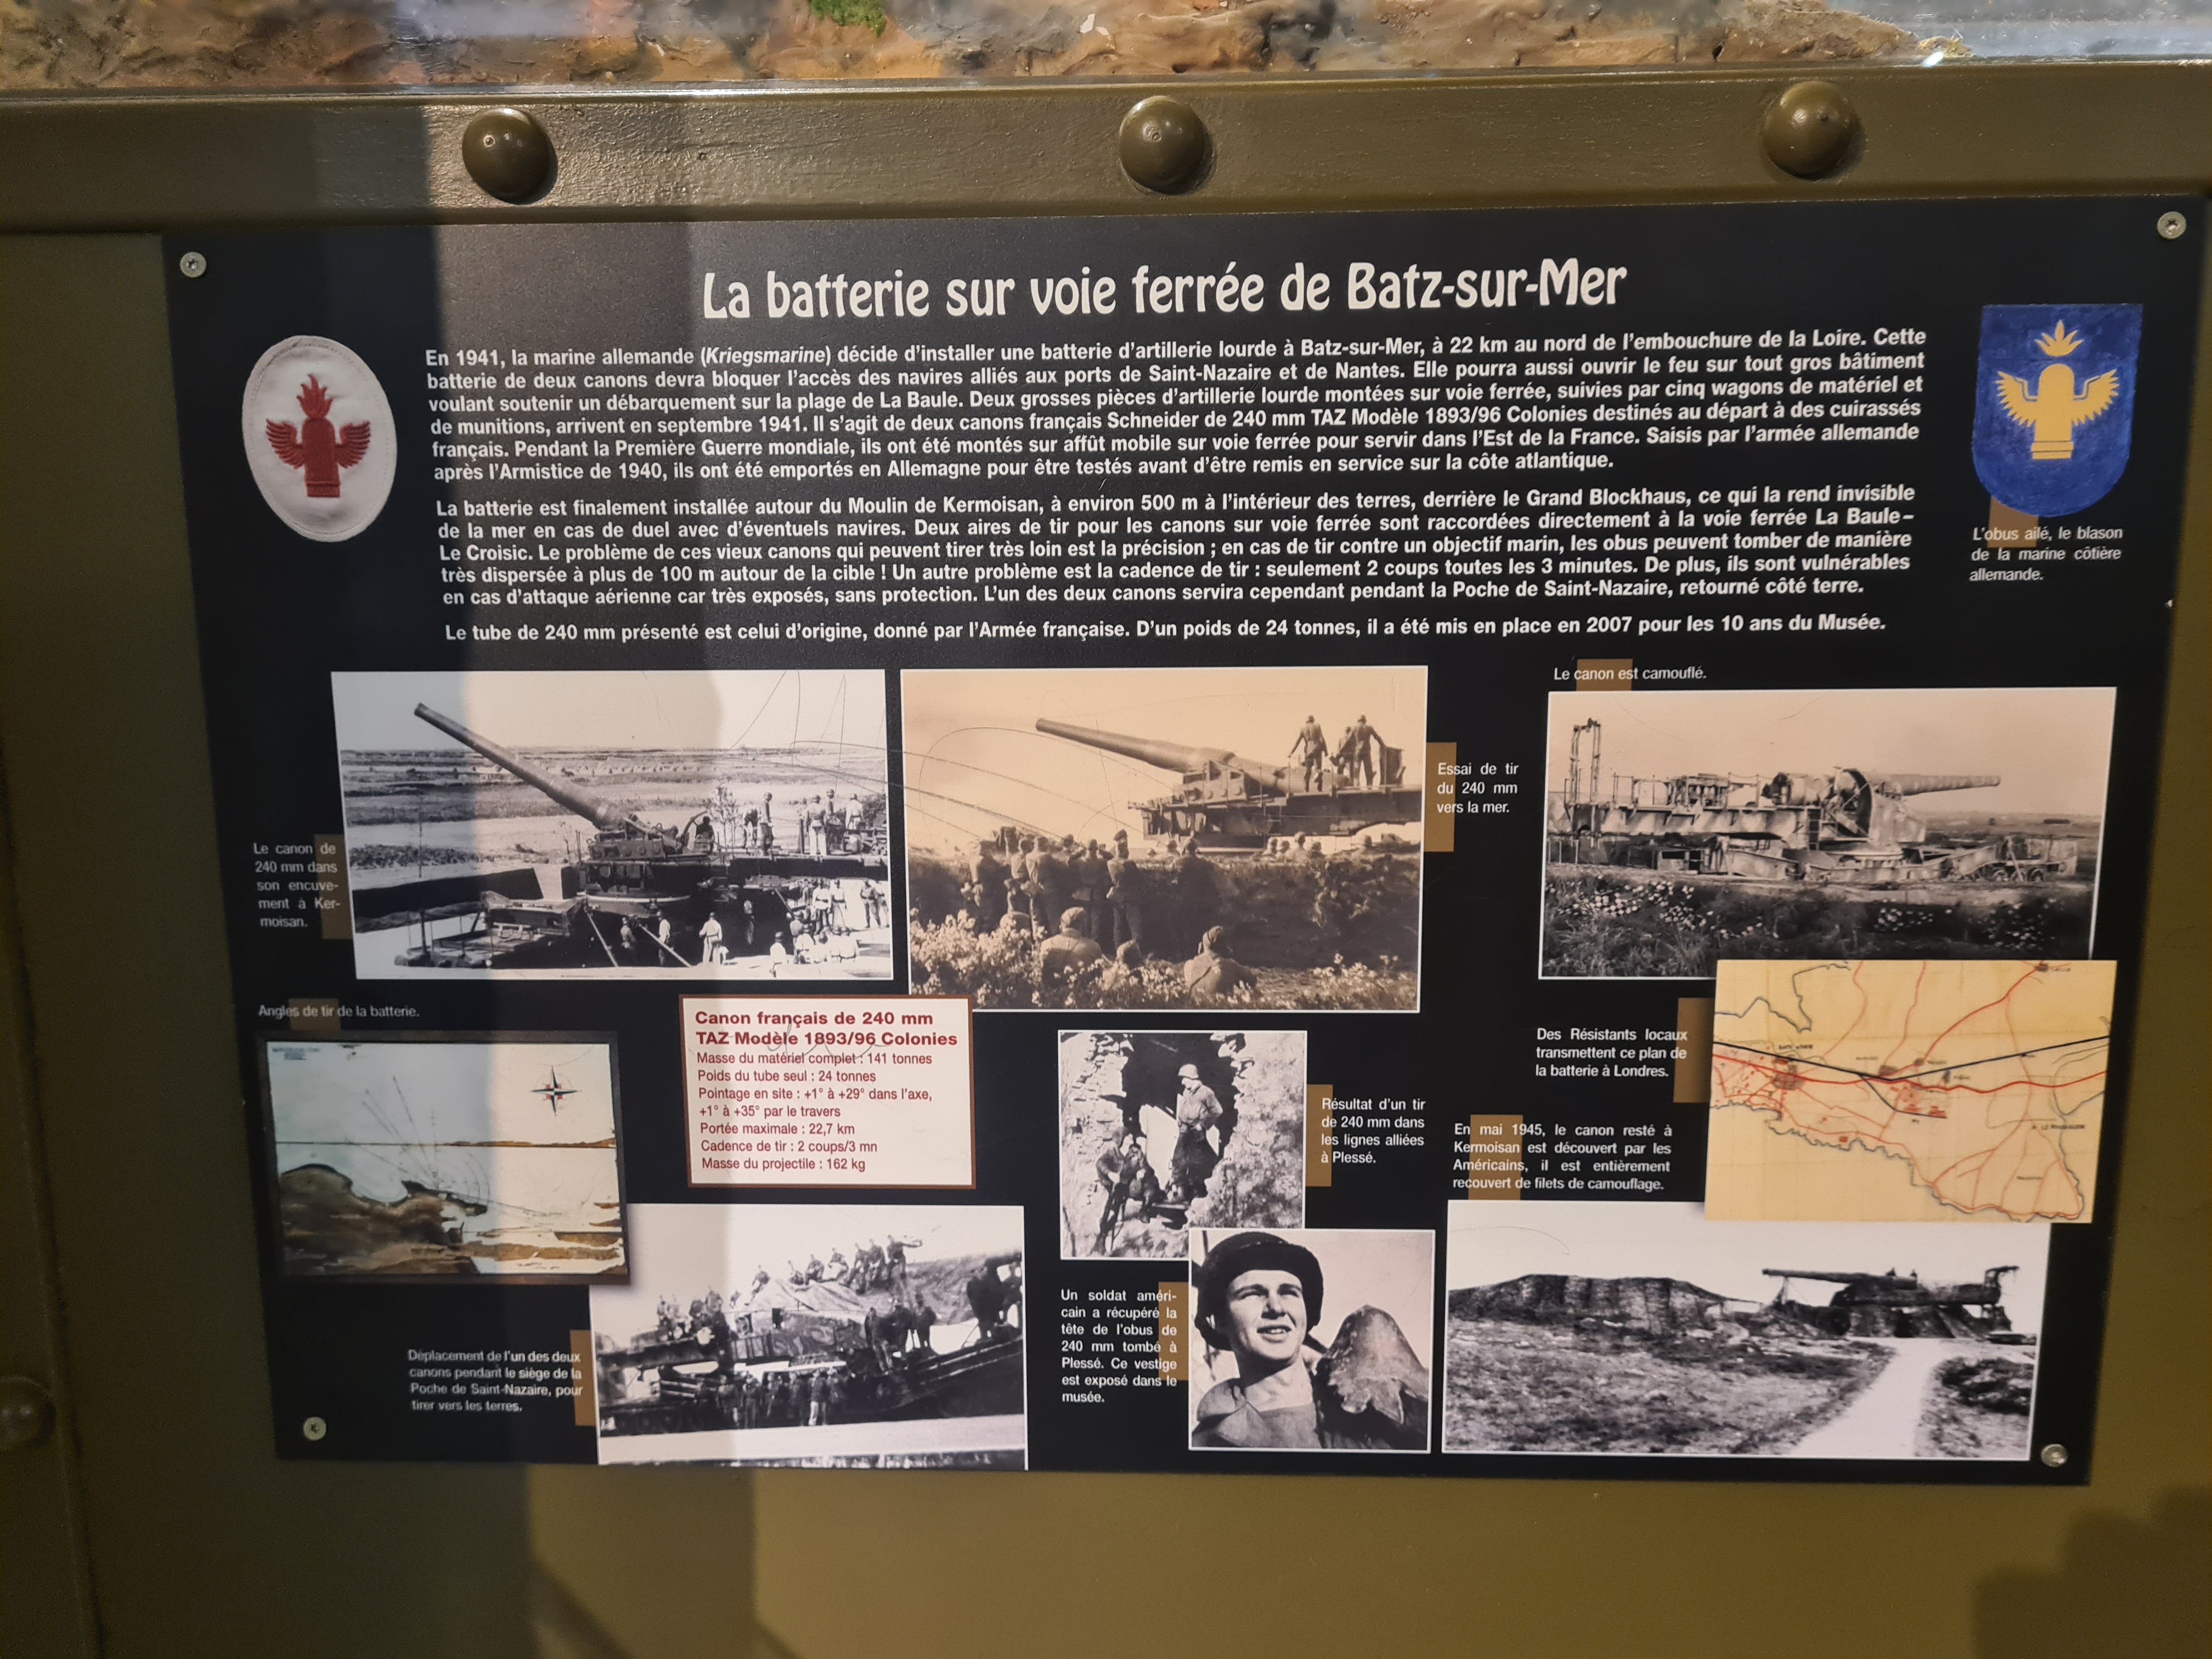 La batterie sur voie ferrée de Batz-sur-Mer
En 1941, la marine allemande (Kriegsmarine) décide d'installer une batterie d'artillerie lourde à Batz-sur-Mer, à 22 km au nord de l'embouchure de la Loire. Cette
batterie de deux canons devra bloquer l'accès des navires alliés aux ports de Saint-Nazaire et de Nantes. Elle pourra aussi ouvrir le feu sur tout gros bâtiment
voulant soutenir un débarquement sur la plage de La Baule. Deux grosses pièces d'artillerie lourde montées sur voie ferrée, suivies par cinq wagons de matériel et
de munitions, arrivent en septembre 1941. Il s'agit de deux canons français Schneider de 240 mm TAZ Modèle 1893/96 Colonies destinés au départ à des cuirassés
français. Pendant la Première Guerre mondiale, ils ont été montés sur affût mobile sur voie ferrée pour servir dans l'Est de la France. Saisis par l'armée allemande
après l'Armistice de 1940, ils ont été emportés en Allemagne pour être testés avant d'être remis en service sur la côte atlantique.
La batterie est finalement installée autour du Moulin de Kermoisan, à environ 500 m à l'intérieur des terres, derrière le Grand Blockhaus, ce qui la rend invisible
de la mer en cas de duel avec d'éventuels navires. Deux aires de tir pour les canons sur voie ferrée sont raccordées directement à la voie ferrée La Baule–
Le Croisic. Le problème de ces vieux canons qui peuvent tirer très loin est la précision ; en cas de tir contre un objectif marin, les obus peuvent tomber de manière
très dispersée à plus de 100 m autour de la cible ! Un autre problème est la cadence de tir : seulement 2 coups toutes les 3 minutes. De plus, ils sont vulnérables
en cas d'attaque aérienne car très exposés, sans protection. L'un des deux canons servira cependant pendant la Poche de Saint-Nazaire, retourné côté terre.
Le tube de 240 mm présenté est celui d'origine, donné par l'Armée française. D'un poids de 24 tonnes, il a été mis en place en 2007 pour les 10 ans du Musée.
L'obus ailé, le blason
de la marine côtière
allemande.
Le canon de
240 mm dans
son encuve-
ment à Ker-
moisan.
Essai de tir
du 240 mm
vers la mer.
Le canon est camouflé.
Angles de tir de la batterie.
Canon français de 240 mm
TAZ Modèle 1893/96 Colonies
Masse du matériel complet : 141 tonnes
Poids du tube seul : 24 tonnes
Pointage en site : +1° à +29° dans l'axe,
+1° à +35° par le travers
Portée maximale : 22,7 km
Cadence de tir : 2 coups/3 mn
Masse du projectile : 162 kg
Résultat d'un tir
de 240 mm dans
les lignes alliées
à Plessé.
Des Résistants locaux
transmettent ce plan de
la batterie à Londres.
En mai 1945, le canon resté à
Kermoisan est découvert par les
Américains, il est entièrement
recouvert de filets de camouflage.
Déplacement de l'un des deux
canons pendant le siège de la
Poche de Saint-Nazaire, pour
tirer vers les terres.
Un soldat améri-
cain a récupéré la
tête de l'obus de
240 mm tombé à
Plessé. Ce vestige
est exposé dans le
musée.